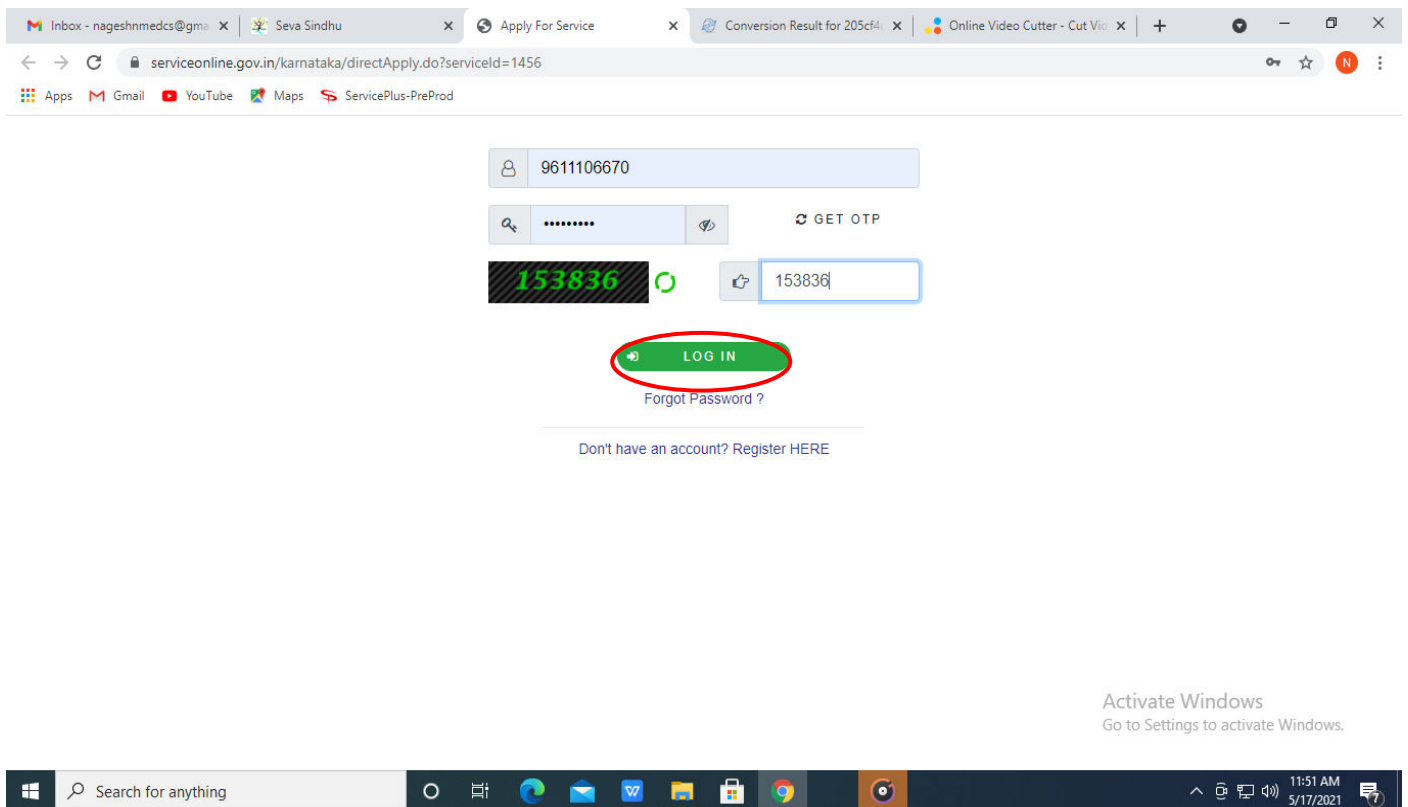 Inbox - nageshnmedcs@gma
Seva Sindhu
Apply For Service
Conversion Result for 205cf4
Online Video Cutter - Cut Vid
serviceonline.gov.in/karnataka/directApply.do?serviceId=1456
N
Apps
Gmail
YouTube
Maps
ServicePlus-PreProd
9611106670
•••••••••
GET OTP
153836
153836
LOG IN
Forgot Password ?
Don't have an account? Register HERE
Activate Windows
Go to Settings to activate Windows.
Search for anything
W
11:51 AM
5/17/2021
7